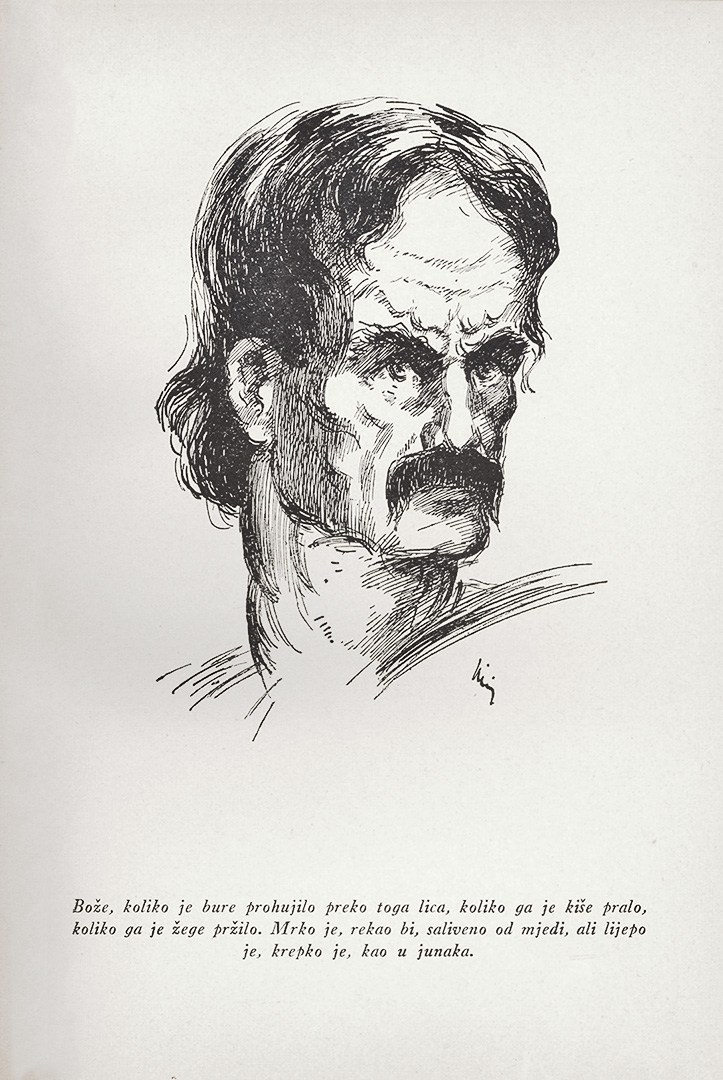 Bože, koliko je bure prohujilo preko toga lica, koliko ga je kiše pralo,
koliko ga je žege pržilo. Mrko je, rekao bi, saliveno od mjedi, ali lijepo
je, krepko je, kao u junaka.